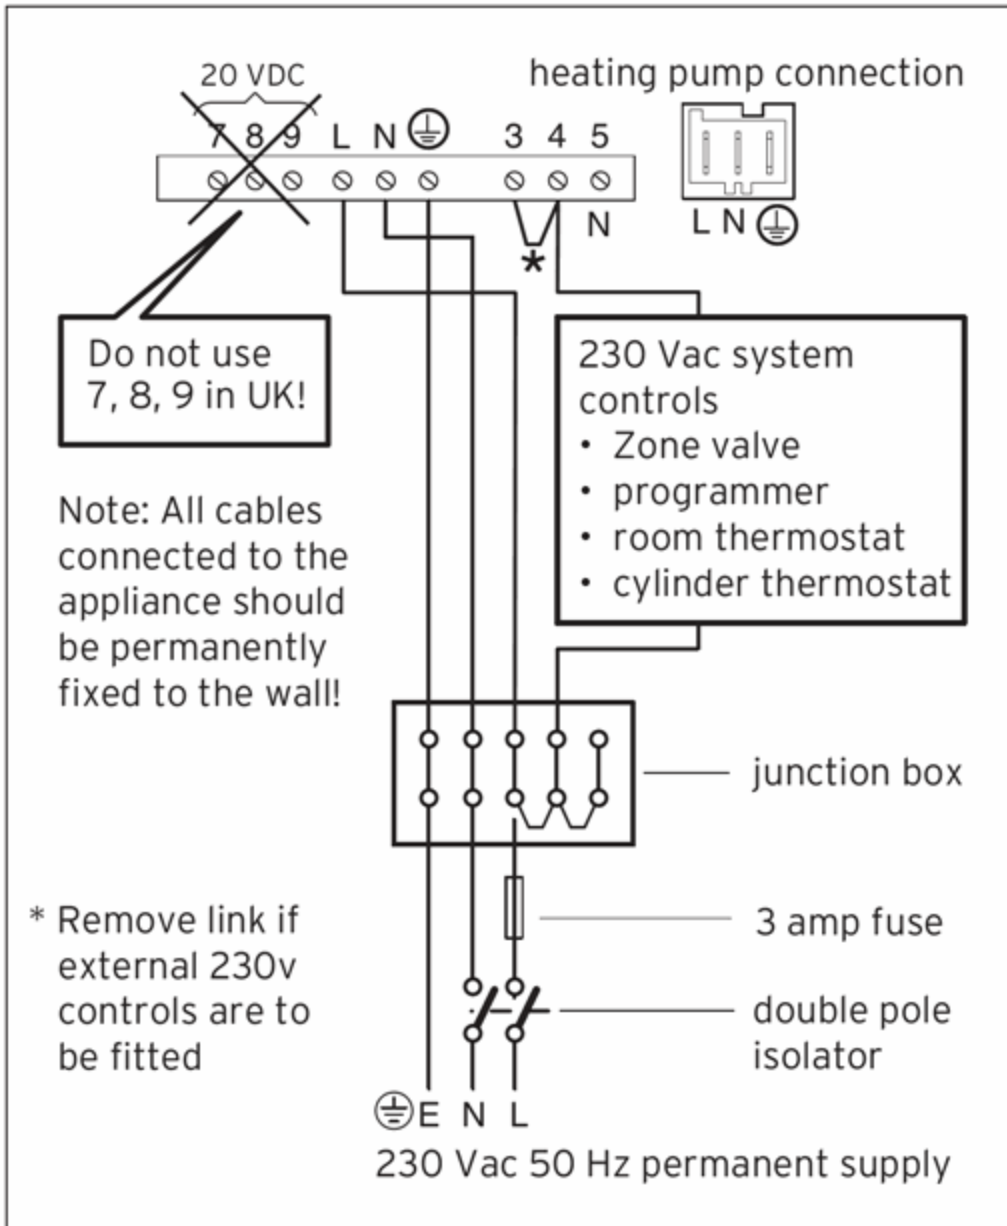 20 VDC
heating pump connection
7 8 9 L N 3 4 5
N
L N
*
Do not use
7, 8, 9 in UK!
230 Vac system
controls
• Zone valve
• programmer
• room thermostat
• cylinder thermostat
Note: All cables
connected to the
appliance should
be permanently
fixed to the wall!
junction box
* Remove link if
external 230v
controls are to
be fitted
3 amp fuse
double pole
isolator
E N L
230 Vac 50 Hz permanent supply